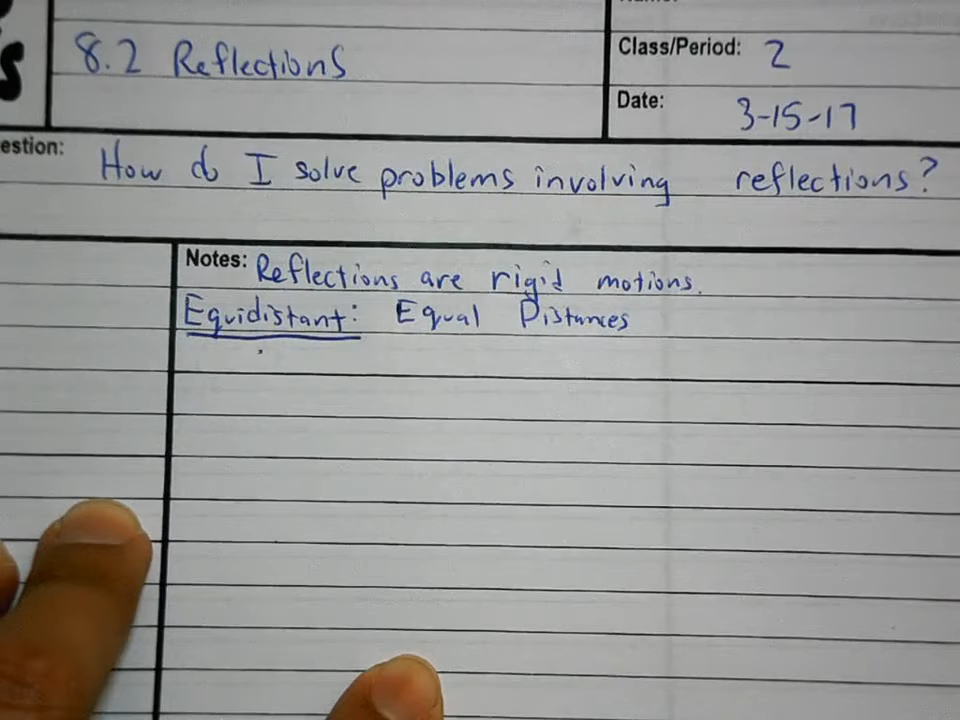 8.2 Reflections
Class/Period: 2
Date: 3-15-17
estion: How do I solve problems involving reflections?
Notes: Reflections are rigid motions.
Equidistant: Equal Distances